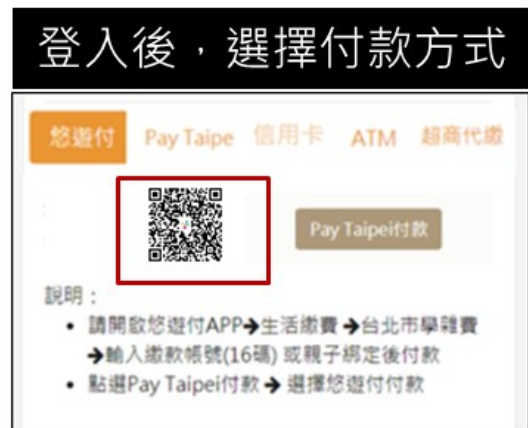 登入後，選擇付款方式
悠遊付 Pay Taipe 信用卡 ATM 超商代繳
Pay Taipei付款
說明：
• 請開啟悠遊付APP➔生活繳費 ➔台北市學雜費
➔輸入繳款帳號(16碼) 或親子綁定後付款
• 點選Pay Taipei付款 ➔ 選擇悠遊付付款